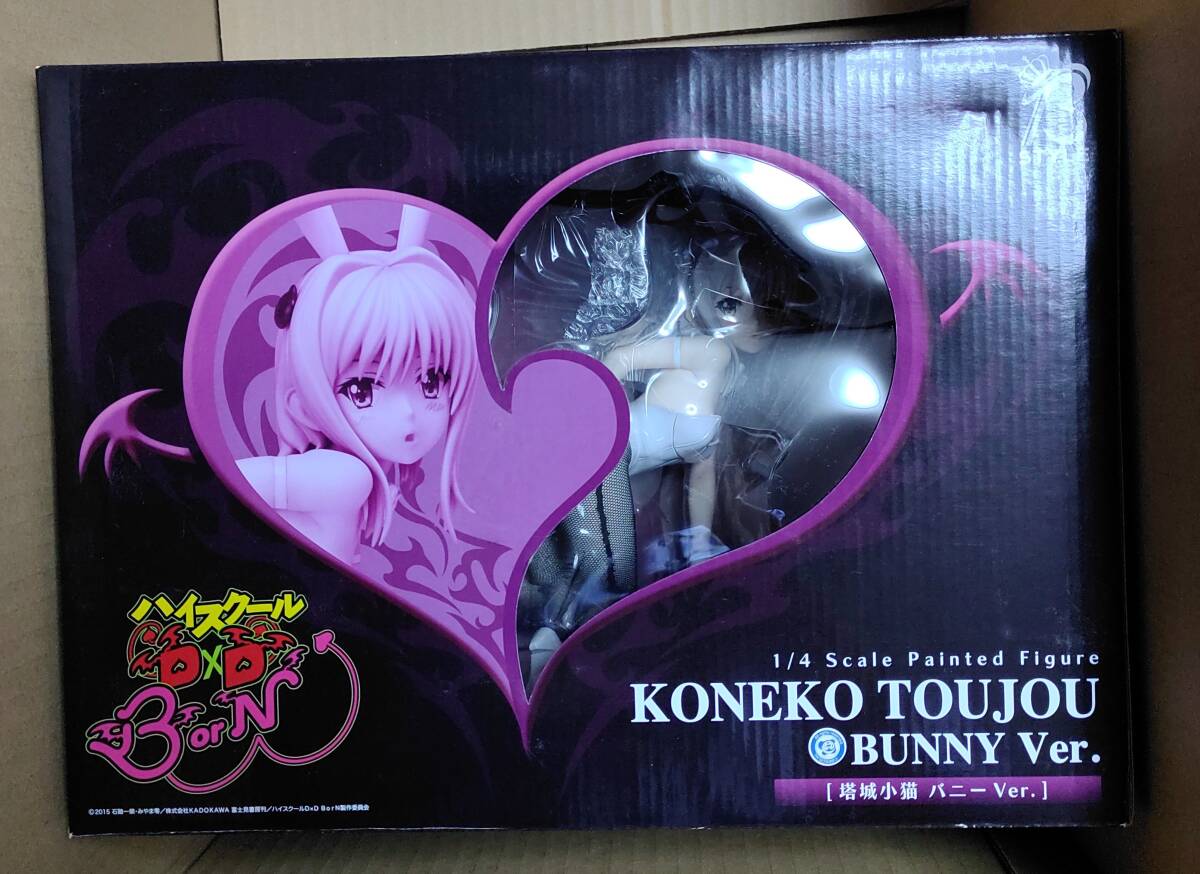 ハイスクール
D×D
BorN
1/4 Scale Painted Figure
KONEKO TOUJOU
BUNNY Ver.
[ 塔城小猫 バニーVer. ]
©2015 石踏一榮・みやま零／株式会社KADOKAWA 富士見書房刊／ハイスクールD×D BorN製作委員会